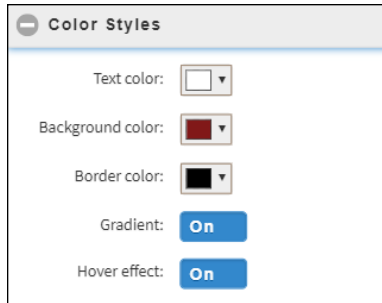 Color Styles
Text color:
Background color:
Border color:
Gradient: On
Hover effect: On